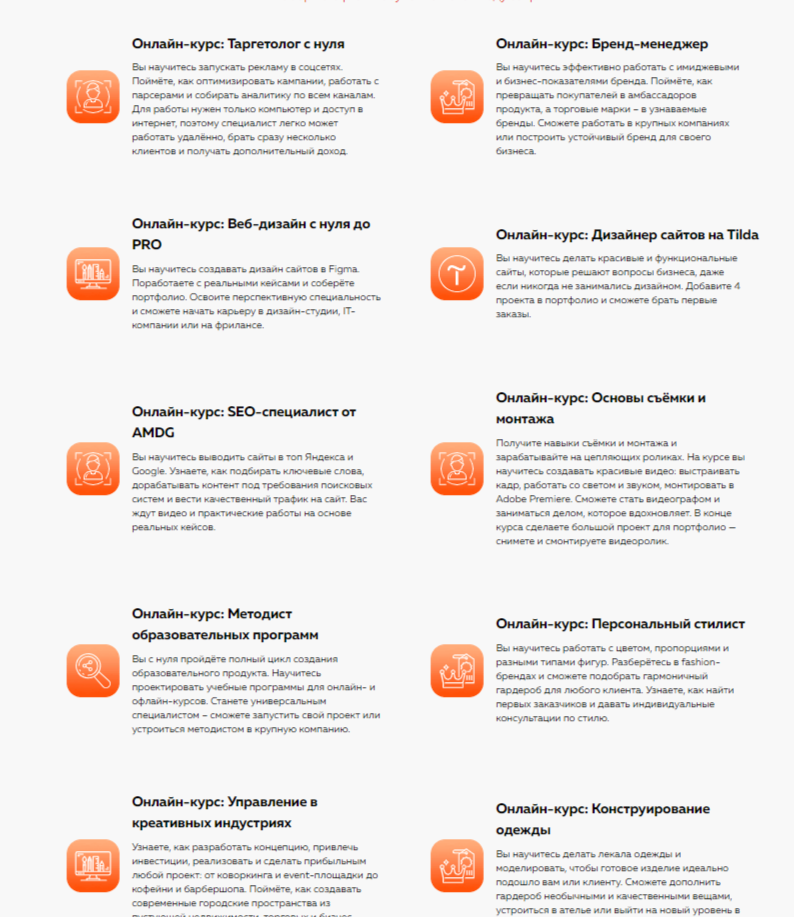 Онлайн-курс: Таргетолог с нуля
Вы научитесь запускать рекламу в соцсетях.
Поймёте, как оптимизировать кампании, работать с
парсерами и собирать аналитику по всем каналам.
Для работы нужен только компьютер и доступ в
интернет, поэтому специалист легко может
работать удалённо, брать сразу несколько
клиентов и получать дополнительный доход.
Онлайн-курс: Бренд-менеджер
Вы научитесь эффективно работать с имиджевыми
и бизнес-показателями бренда. Поймёте, как
превращать покупателей в амбассадоров
продукта, а торговые марки – в узнаваемые
бренды. Сможете работать в крупных компаниях
или построить устойчивый бренд для своего
бизнеса.
Онлайн-курс: Веб-дизайн с нуля до
PRO
Вы научитесь создавать дизайн сайтов в Figma.
Поработаете с реальными кейсами и соберёте
портфолио. Освоите перспективную специальность
и сможете начать карьеру в дизайн-студии, IT-
компании или на фрилансе.
Онлайн-курс: Дизайнер сайтов на Tilda
Вы научитесь делать красивые и функциональные
сайты, которые решают вопросы бизнеса, даже
если никогда не занимались дизайном. Добавите 4
проекта в портфолио и сможете брать первые
заказы.
Онлайн-курс: SEO-специалист от
AMDG
Вы научитесь выводить сайты в топ Яндекса и
Google. Узнаете, как подбирать ключевые слова,
дорабатывать контент под требования поисковых
систем и вести качественный трафик на сайт. Вас
ждут видео и практические работы на основе
реальных кейсов.
Онлайн-курс: Основы съёмки и
монтажа
Получите навыки съёмки и монтажа и
зарабатывайте на цепляющих роликах. На курсе вы
научитесь создавать красивые видео: выстраивать
кадр, работать со светом и звуком, монтировать в
Adobe Premiere. Сможете стать видеографом и
заниматься делом, которое вдохновляет. В конце
курса сделаете большой проект для портфолио —
снимете и смонтируете видеоролик.
Онлайн-курс: Методист
образовательных программ
Вы с нуля пройдёте полный цикл создания
образовательного продукта. Научитесь
проектировать учебные программы для онлайн- и
офлайн-курсов. Станете универсальным
специалистом – сможете запустить свой проект или
устроиться методистом в крупную компанию.
Онлайн-курс: Персональный стилист
Вы научитесь работать с цветом, пропорциями и
разными типами фигур. Разберётесь в fashion-
брендах и сможете подобрать гармоничный
гардероб для любого клиента. Узнаете, как найти
первых заказчиков и давать индивидуальные
консультации по стилю.
Онлайн-курс: Управление в
креативных индустриях
Узнаете, как разработать концепцию, привлечь
инвестиции, реализовать и сделать прибыльным
любой проект: от коворкинга и event-площадки до
кофейни и барбершопа. Поймёте, как создавать
современные городские пространства из
Онлайн-курс: Конструирование
одежды
Вы научитесь делать лекала одежды и
моделировать, чтобы готовое изделие идеально
подошло вам или клиенту. Сможете дополнить
гардероб необычными и качественными вещами,
устроиться в ателье или выйти на новый уровень в